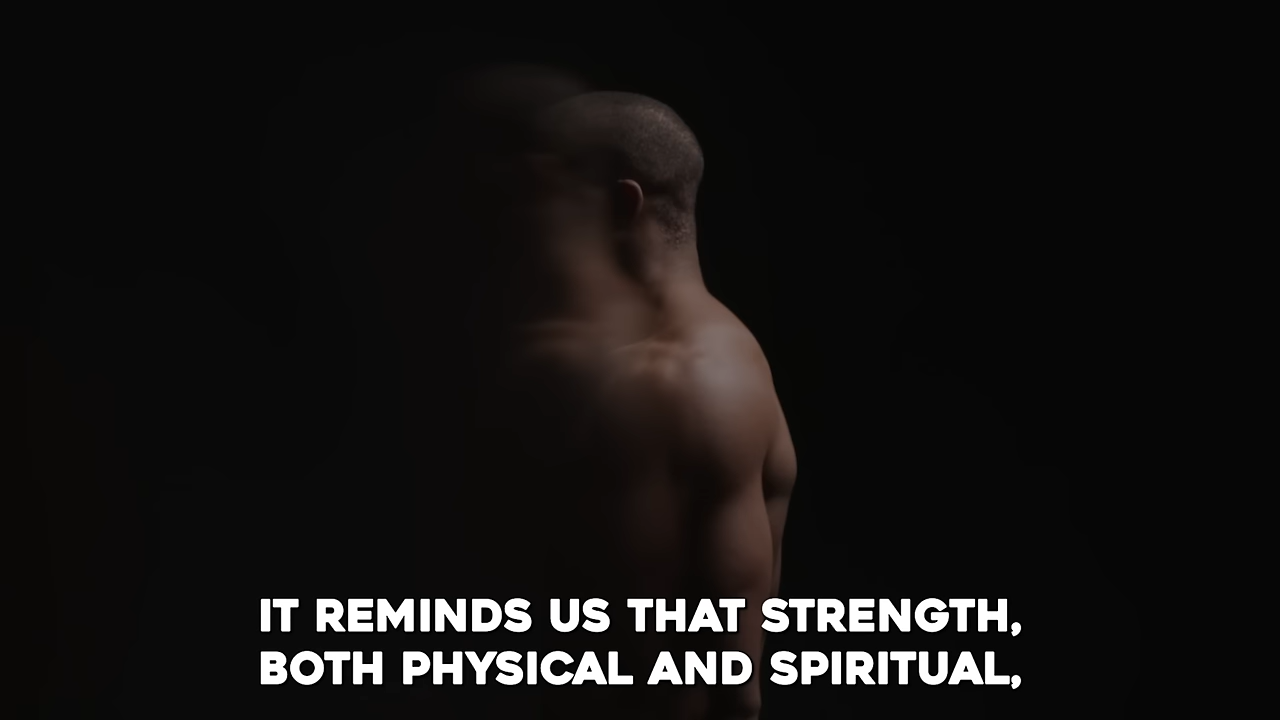 IT REMINDS US THAT STRENGTH,
BOTH PHYSICAL AND SPIRITUAL,